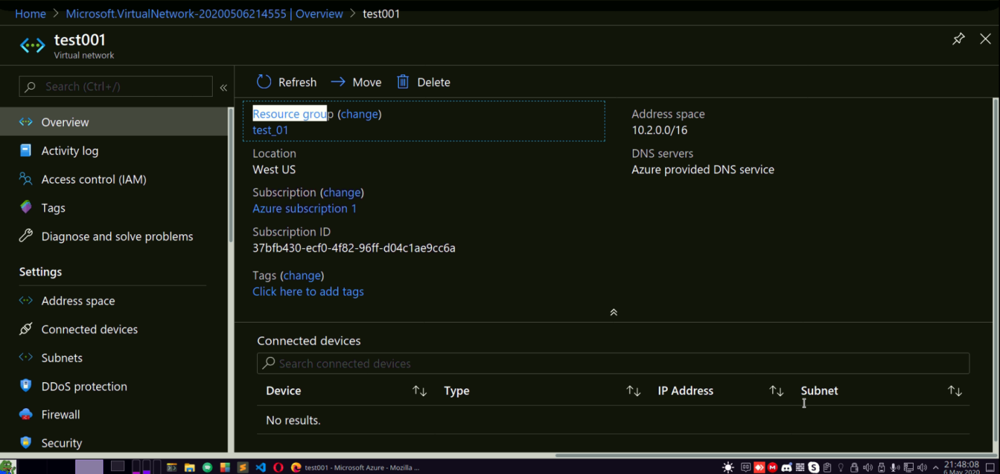 Home > Microsoft.VirtualNetwork-20200506214555 | Overview > test001
test001
Virtual network
Search (Ctrl+/)
«
Overview
Activity log
Access control (IAM)
Tags
Diagnose and solve problems
Settings
Address space
Connected devices
Subnets
DDoS protection
Firewall
Security
Refresh
Move
Delete
Resource group (change)
test_01
Location
West US
Subscription (change)
Azure subscription 1
Subscription ID
37bfb430-ecf0-4f82-96ff-d04c1ae9cc6a
Tags (change)
Click here to add tags
Address space
10.2.0.0/16
DNS servers
Azure provided DNS service
Connected devices
Search connected devices
Device Type IP Address Subnet
No results.
test001 - Microsoft Azure - Mozilla ...
21:48:08
6 May 2020